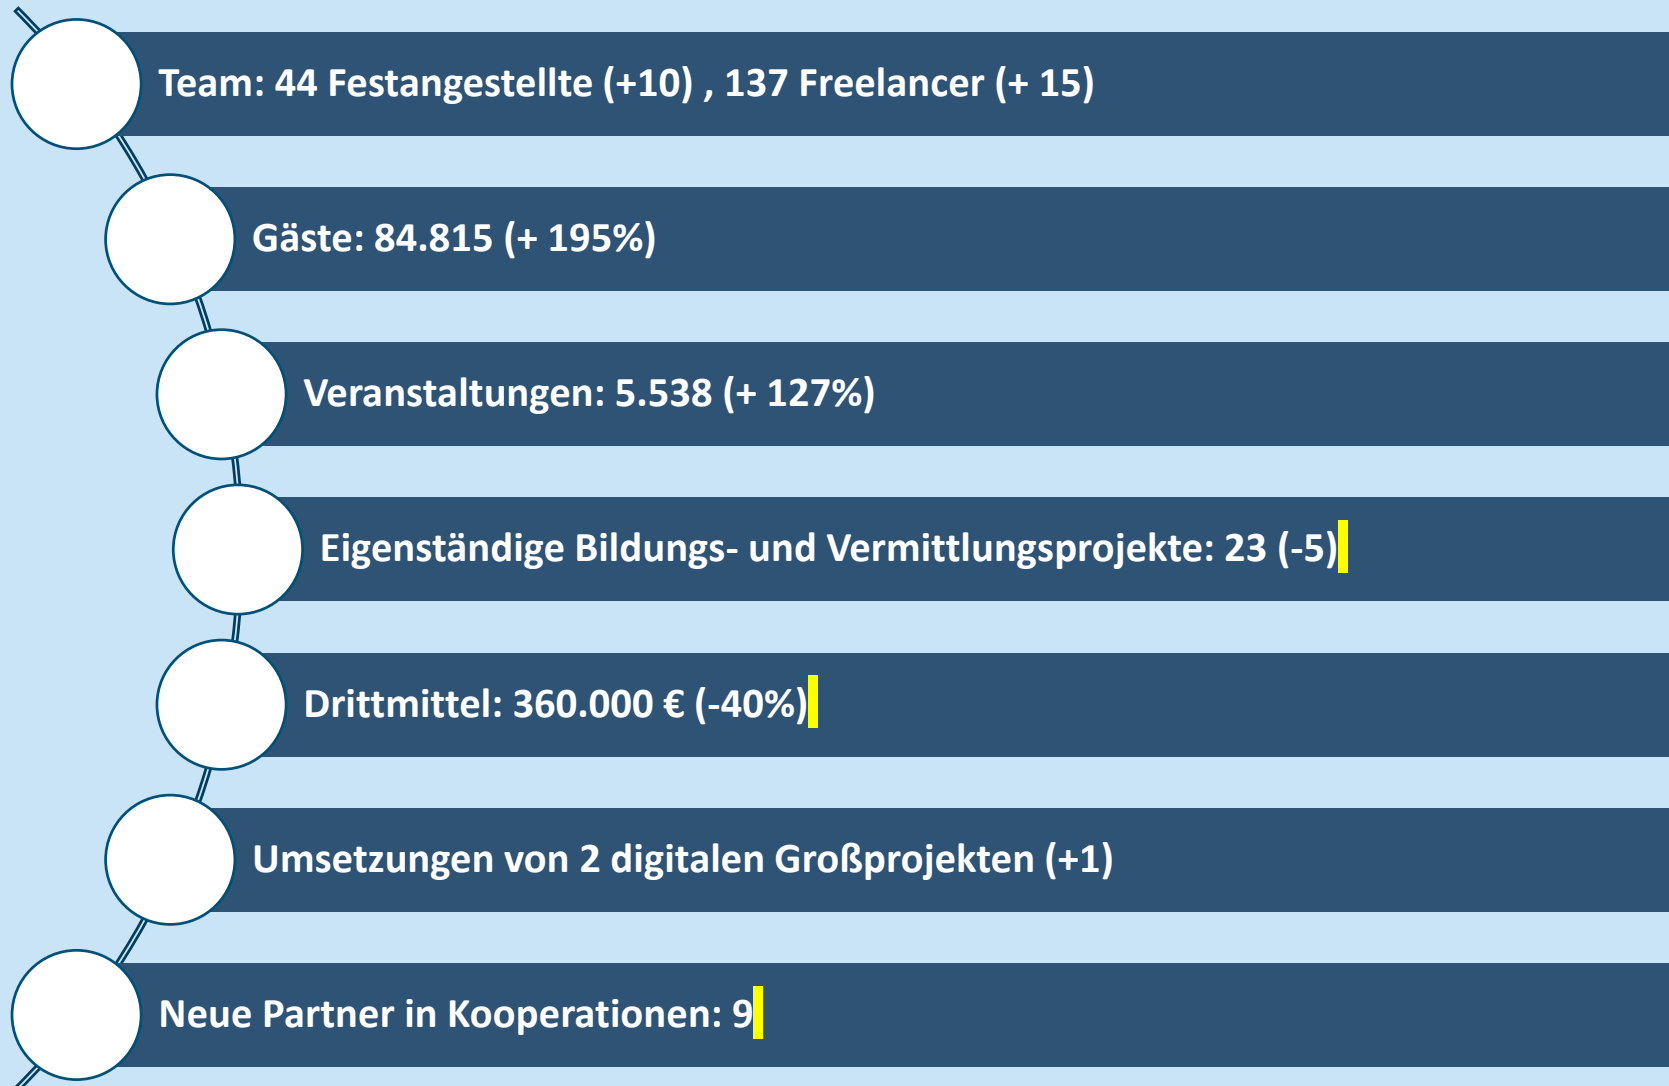 Team: 44 Festangestellte (+10) , 137 Freelancer (+ 15)
Gäste: 84.815 (+ 195%)
Veranstaltungen: 5.538 (+ 127%)
Eigenständige Bildungs- und Vermittlungsprojekte: 23 (-5)
Drittmittel: 360.000 € (-40%)
Umsetzungen von 2 digitalen Großprojekten (+1)
Neue Partner in Kooperationen: 9